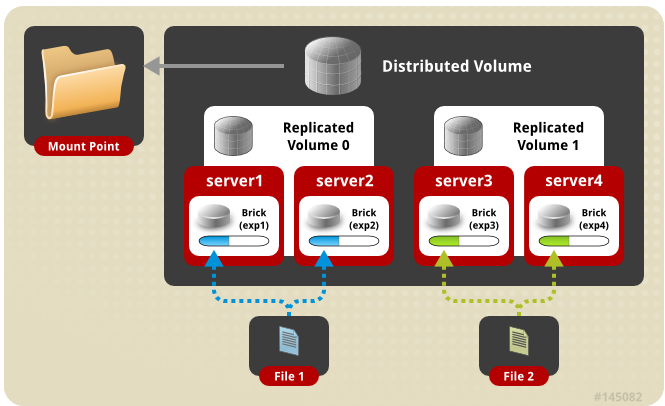 Mount Point
Distributed Volume
Replicated
Volume 0
Replicated
Volume 1
server1
server2
server3
server4
Brick
(exp1)
Brick
(exp2)
Brick
(exp3)
Brick
(exp4)
File 1
File 2
#145082